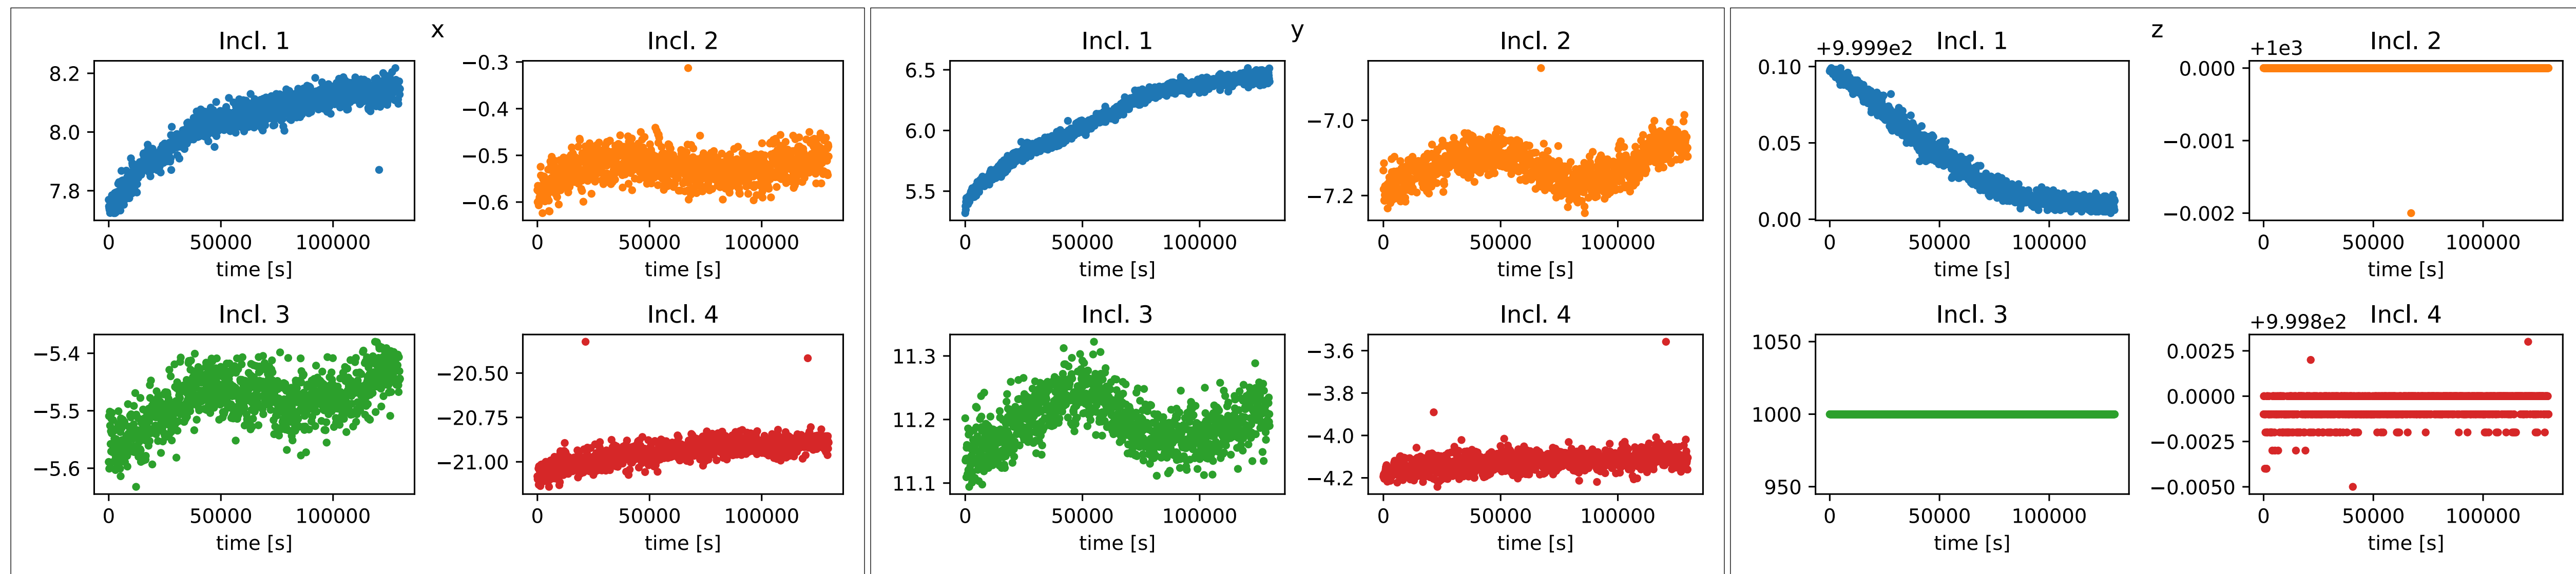 x
Incl. 1
Incl. 2
8.2
8.0
7.8
0 50000 100000
time [s]
−0.3
−0.4
−0.5
−0.6
0 50000 100000
time [s]
Incl. 3
Incl. 4
−5.4
−5.5
−5.6
0 50000 100000
time [s]
−20.50
−20.75
−21.00
0 50000 100000
time [s]
y
Incl. 1
Incl. 2
6.5
6.0
5.5
0 50000 100000
time [s]
−7.0
−7.2
0 50000 100000
time [s]
Incl. 3
Incl. 4
11.3
11.2
11.1
0 50000 100000
time [s]
−3.6
−3.8
−4.0
−4.2
0 50000 100000
time [s]
z
+9.999e2 Incl. 1
+1e3 Incl. 2
0.10
0.05
0.00
0 50000 100000
time [s]
0.000
−0.001
−0.002
0 50000 100000
time [s]
Incl. 3
+9.998e2 Incl. 4
1050
1000
950
0 50000 100000
time [s]
0.0025
0.0000
−0.0025
−0.0050
0 50000 100000
time [s]